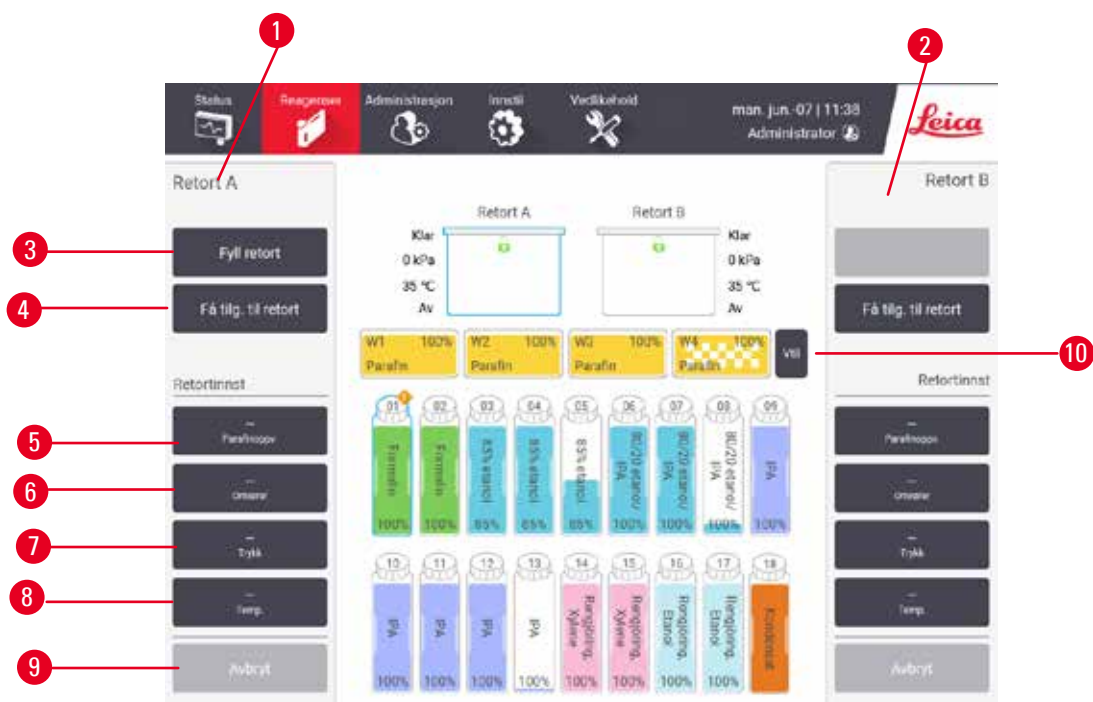 1
2
Status
Reagenser
Administrasjon
Innstil
Vedlikehold
man. jun.-07 | 11:38
Administrator
Leica
Retort A
Retort B
Retort A
Retort B
3
Fyll retort
Klar
0 kPa
35 °C
Av
Klar
0 kPa
35 °C
Av
4
Få tilg. til retort
Få tilg. til retort
W1 100%
Parafin
W2 100%
Parafin
W3 100%
Parafin
W4 100%
Parafin
Vtil
10
Retortinnst
Retortinnst
5
--
Parafinoppv
--
Parafinoppv
6
--
Omrører
--
Omrører
7
--
Trykk
--
Trykk
8
--
Temp.
--
Temp.
9
Avbryt
Avbryt
01
Formalin
100%
02
Formalin
100%
03
85% etanol
85%
04
85% etanol
85%
05
85% etanol
85%
06
80/20 etanol/
IPA
100%
07
80/20 etanol/
IPA
100%
08
80/20 etanol/
IPA
100%
09
IPA
100%
10
IPA
100%
11
IPA
100%
12
IPA
100%
13
IPA
100%
14
Rengjöring,
Xylene
100%
15
Rengjöring,
Xylene
100%
16
Rengjöring,
Etanol
100%
17
Rengjöring,
Etanol
100%
18
Kondensat